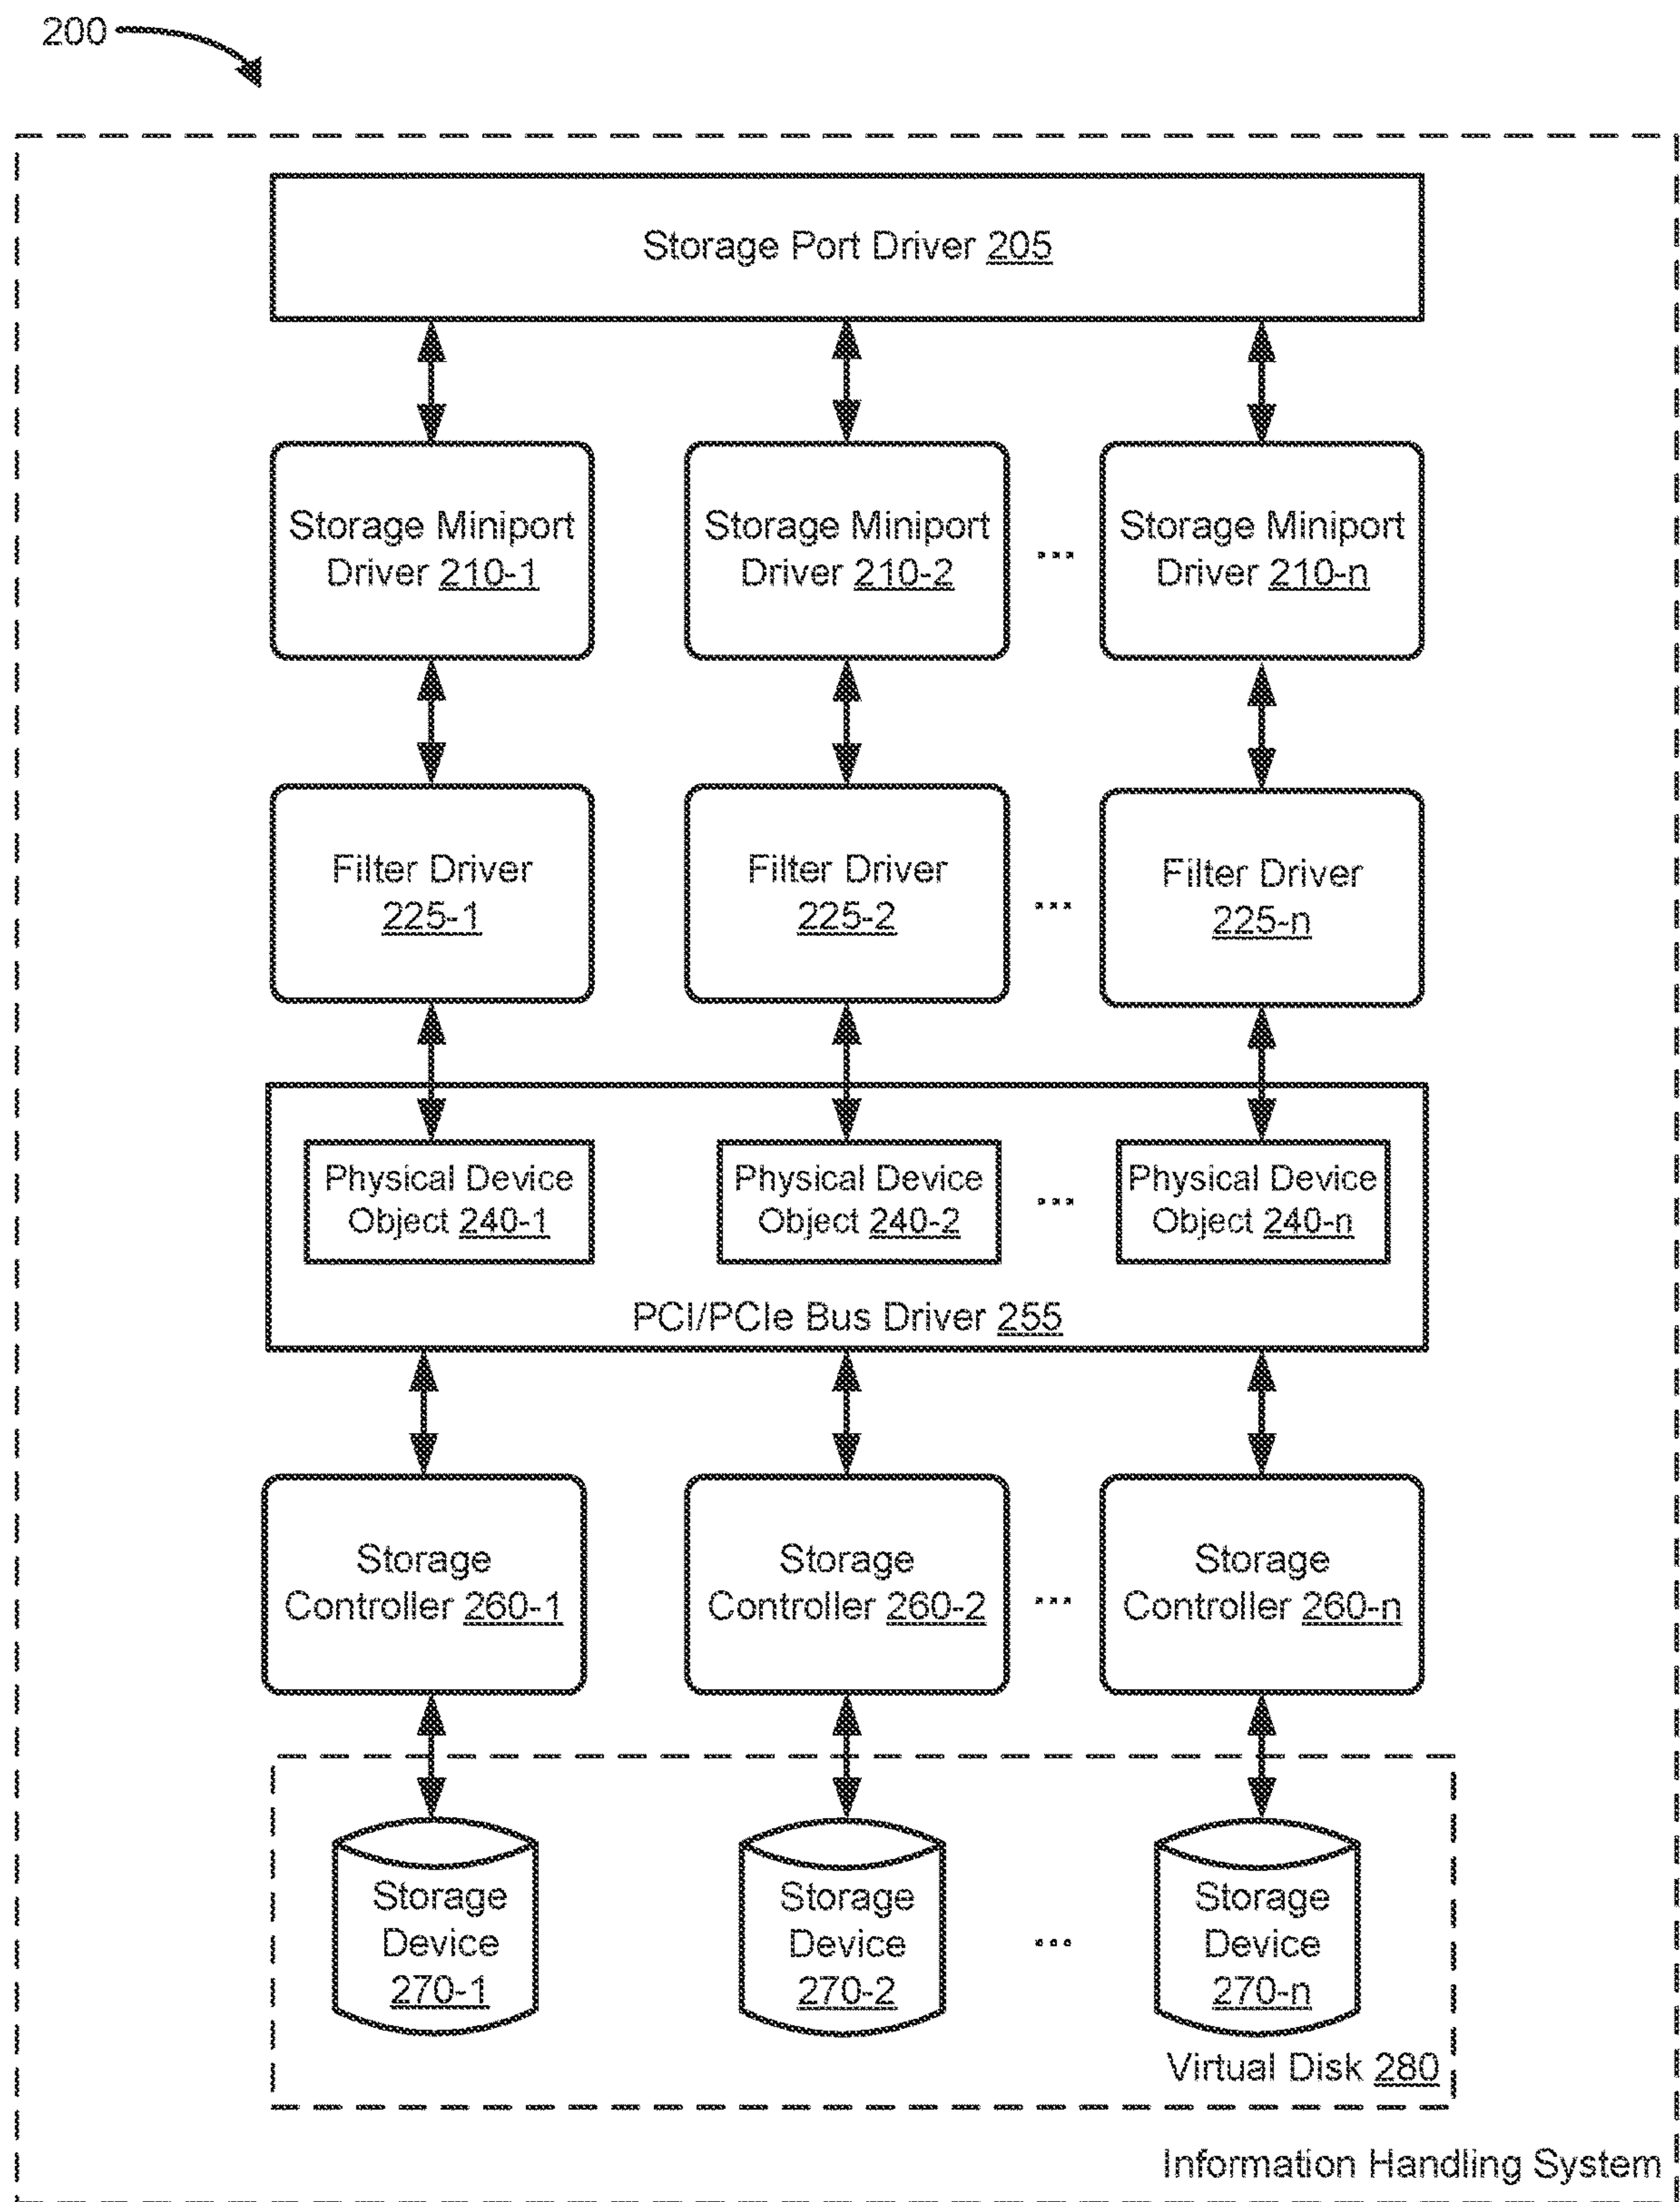 200
Storage Port Driver 205
Storage Miniport
Driver 210-1
Storage Miniport
Driver 210-2
...
Storage Miniport
Driver 210-n
Filter Driver
225-1
Filter Driver
225-2
...
Filter Driver
225-n
Physical Device
Object 240-1
Physical Device
Object 240-2
...
Physical Device
Object 240-n
PCI/PCIe Bus Driver 255
Storage
Controller 260-1
Storage
Controller 260-2
...
Storage
Controller 260-n
Storage
Device
270-1
Storage
Device
270-2
...
Storage
Device
270-n
Virtual Disk 280
Information Handling System